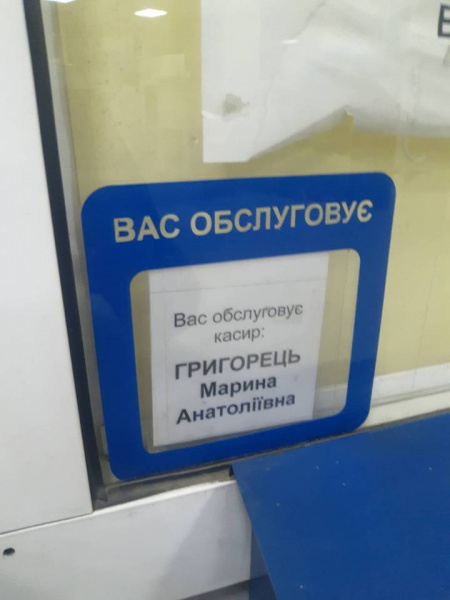 ВАС ОБСЛУГОВУЄ
Вас обслуговує
касир:
ГРИГОРЕЦЬ
Марина
Анатоліївна